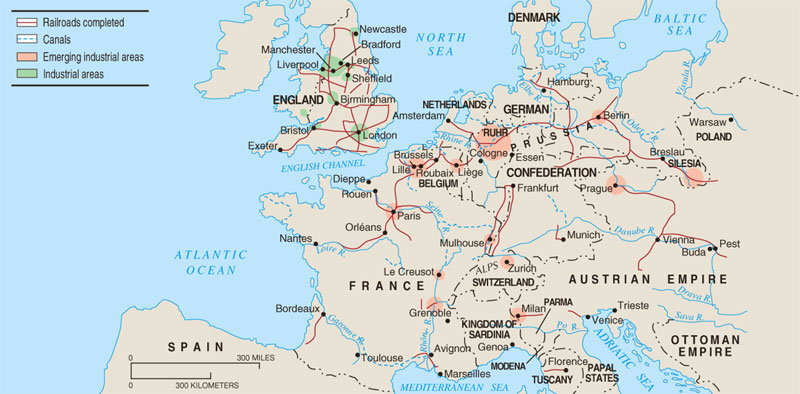 Railroads completed
Canals
Emerging industrial areas
Industrial areas
NORTH
SEA
DENMARK
BALTIC
SEA
Newcastle
Bradford
Manchester
Leeds
Liverpool
Sheffield
ENGLAND
Birmingham
Bristol
London
Exeter
ENGLISH CHANNEL
NETHERLANDS
Amsterdam
GERMAN
Hamburg
Elbe R.
Berlin
Oder R.
Vistula R.
Warsaw
POLAND
RUHR
PRUSSIA
Rhine R.
Cologne
Essen
Breslau
SILESIA
CONFEDERATION
Brussels
Lille
Roubaix
Liège
BELGIUM
Frankfurt
Prague
Dieppe
Rouen
Seine R.
Paris
Orléans
Nantes
Loire R.
Mulhouse
Munich
Danube R.
Vienna
Pest
Buda
ATLANTIC
OCEAN
Le Creusot
FRANCE
ALPS
Zurich
SWITZERLAND
AUSTRIAN EMPIRE
Drava R.
Sava R.
Bordeaux
Garonne R.
Grenoble
Rhône R.
KINGDOM OF
SARDINIA
Milan
PARMA
Po R.
Trieste
Venice
Genoa
OTTOMAN
EMPIRE
ADRIATIC SEA
SPAIN
0
300 MILES
0
300 KILOMETERS
Toulouse
Avignon
Marseilles
MODENA
Florence
TUSCANY
PAPAL
STATES
MEDITERRANEAN SEA